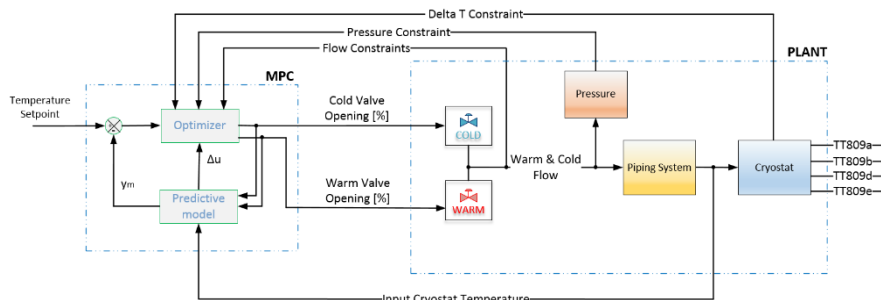 Delta T Constraint
Pressure Constraint
PLANT
Flow Constraints
MPC
Temperature
Setpoint
Optimizer
Cold Valve
Opening [%]
COLD
Pressure
Δu
ym
Predictive
model
Warm Valve
Opening [%]
WARM
Warm & Cold
Flow
Piping System
Cryostat
TT809a
TT809b
TT809d
TT809e
Input Cryostat Temperature